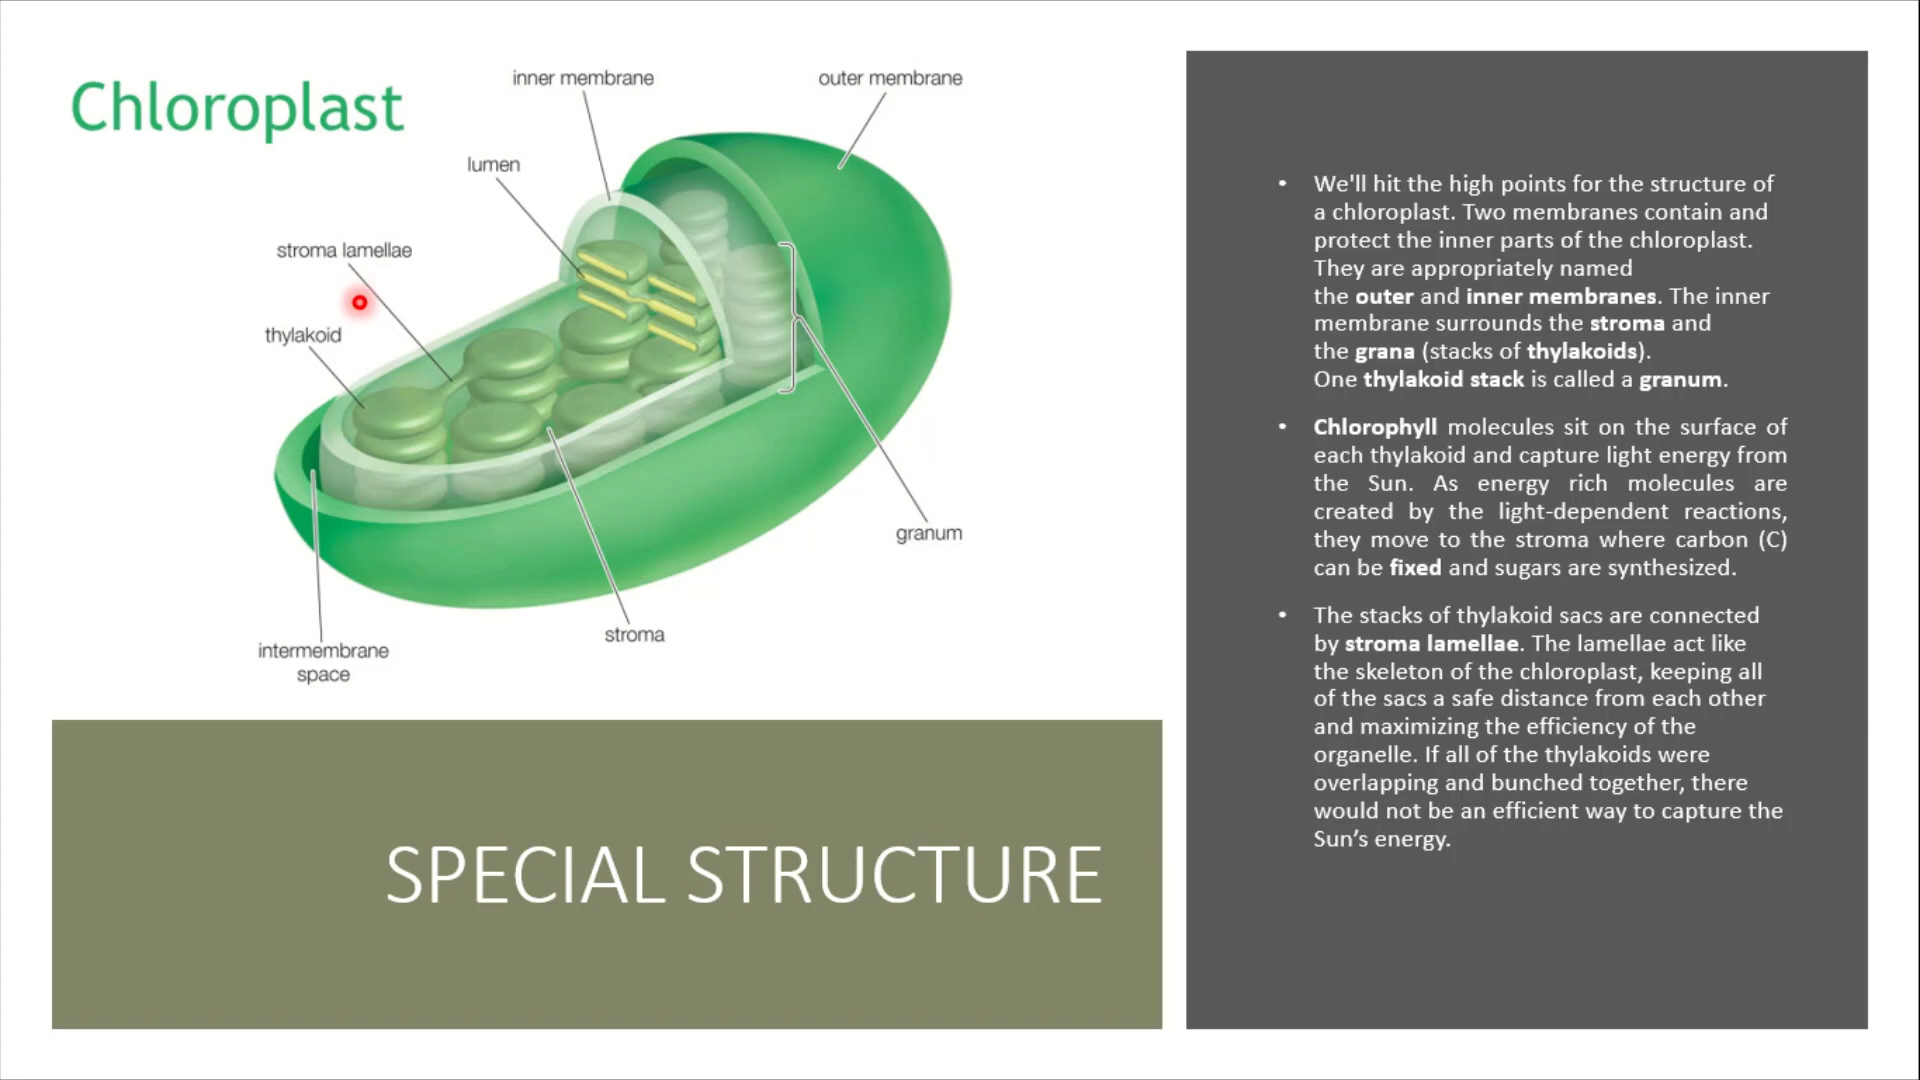 Chloroplast
inner membrane
outer membrane
lumen
stroma lamellae
thylakoid
granum
stroma
intermembrane
space
SPECIAL STRUCTURE
• We'll hit the high points for the structure of
a chloroplast. Two membranes contain and
protect the inner parts of the chloroplast.
They are appropriately named
the outer and inner membranes. The inner
membrane surrounds the stroma and
the grana (stacks of thylakoids).
One thylakoid stack is called a granum.
• Chlorophyll molecules sit on the surface of
each thylakoid and capture light energy from
the Sun. As energy rich molecules are
created by the light-dependent reactions,
they move to the stroma where carbon (C)
can be fixed and sugars are synthesized.
• The stacks of thylakoid sacs are connected
by stroma lamellae. The lamellae act like
the skeleton of the chloroplast, keeping all
of the sacs a safe distance from each other
and maximizing the efficiency of the
organelle. If all of the thylakoids were
overlapping and bunched together, there
would not be an efficient way to capture the
Sun’s energy.